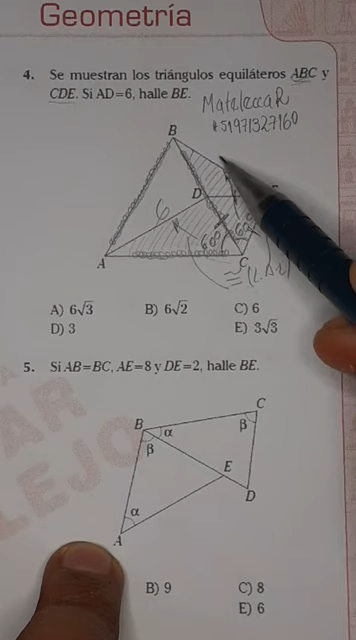 Geometría
4. Se muestran los triángulos equiláteros ABC y
CDE. Si AD=6, halle BE.
+51971327160
B
D
6
60°
A
C
A) 6√3 B) 6√2 C) 6
D) 3 E) 3√3
5. Si AB=BC, AE=8 y DE=2, halle BE.
C
B α β
β
E
D
α
A
B) 9 C) 8
E) 6